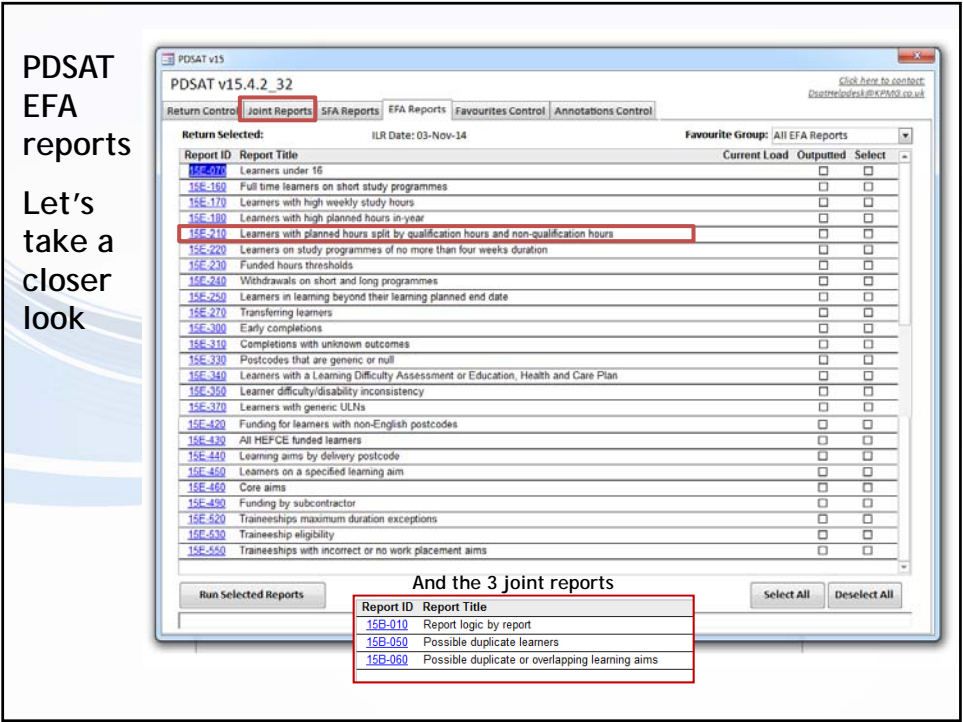 PDSAT
EFA
reports
Let's
take a
closer
look
PDSAT v15
PDSAT v15.4.2_32
Click here to contact:
DsatHelpdesk@KPMG.co.uk
Return Control Joint Reports SFA Reports EFA Reports Favourites Control Annotations Control
Return Selected: ILR Date: 03-Nov-14 Favourite Group: All EFA Reports
Report ID Report Title Current Load Outputted Select
15E-070 Learners under 16
15E-160 Full time learners on short study programmes
15E-170 Learners with high weekly study hours
15E-180 Learners with high planned hours in-year
15E-210 Learners with planned hours split by qualification hours and non-qualification hours
15E-220 Learners on study programmes of no more than four weeks duration
15E-230 Funded hours thresholds
15E-240 Withdrawals on short and long programmes
15E-250 Learners in learning beyond their learning planned end date
15E-270 Transferring learners
15E-300 Early completions
15E-310 Completions with unknown outcomes
15E-330 Postcodes that are generic or null
15E-340 Learners with a Learning Difficulty Assessment or Education, Health and Care Plan
15E-350 Learner difficulty/disability inconsistency
15E-370 Learners with generic ULNs
15E-420 Funding for learners with non-English postcodes
15E-430 All HEFCE funded learners
15E-440 Learning aims by delivery postcode
15E-450 Learners on a specified learning aim
15E-460 Core aims
15E-490 Funding by subcontractor
15E-520 Traineeships maximum duration exceptions
15E-530 Traineeship eligibility
15E-550 Traineeships with incorrect or no work placement aims
And the 3 joint reports
Run Selected Reports Select All Deselect All
Report ID Report Title
15B-010 Report logic by report
15B-050 Possible duplicate learners
15B-060 Possible duplicate or overlapping learning aims